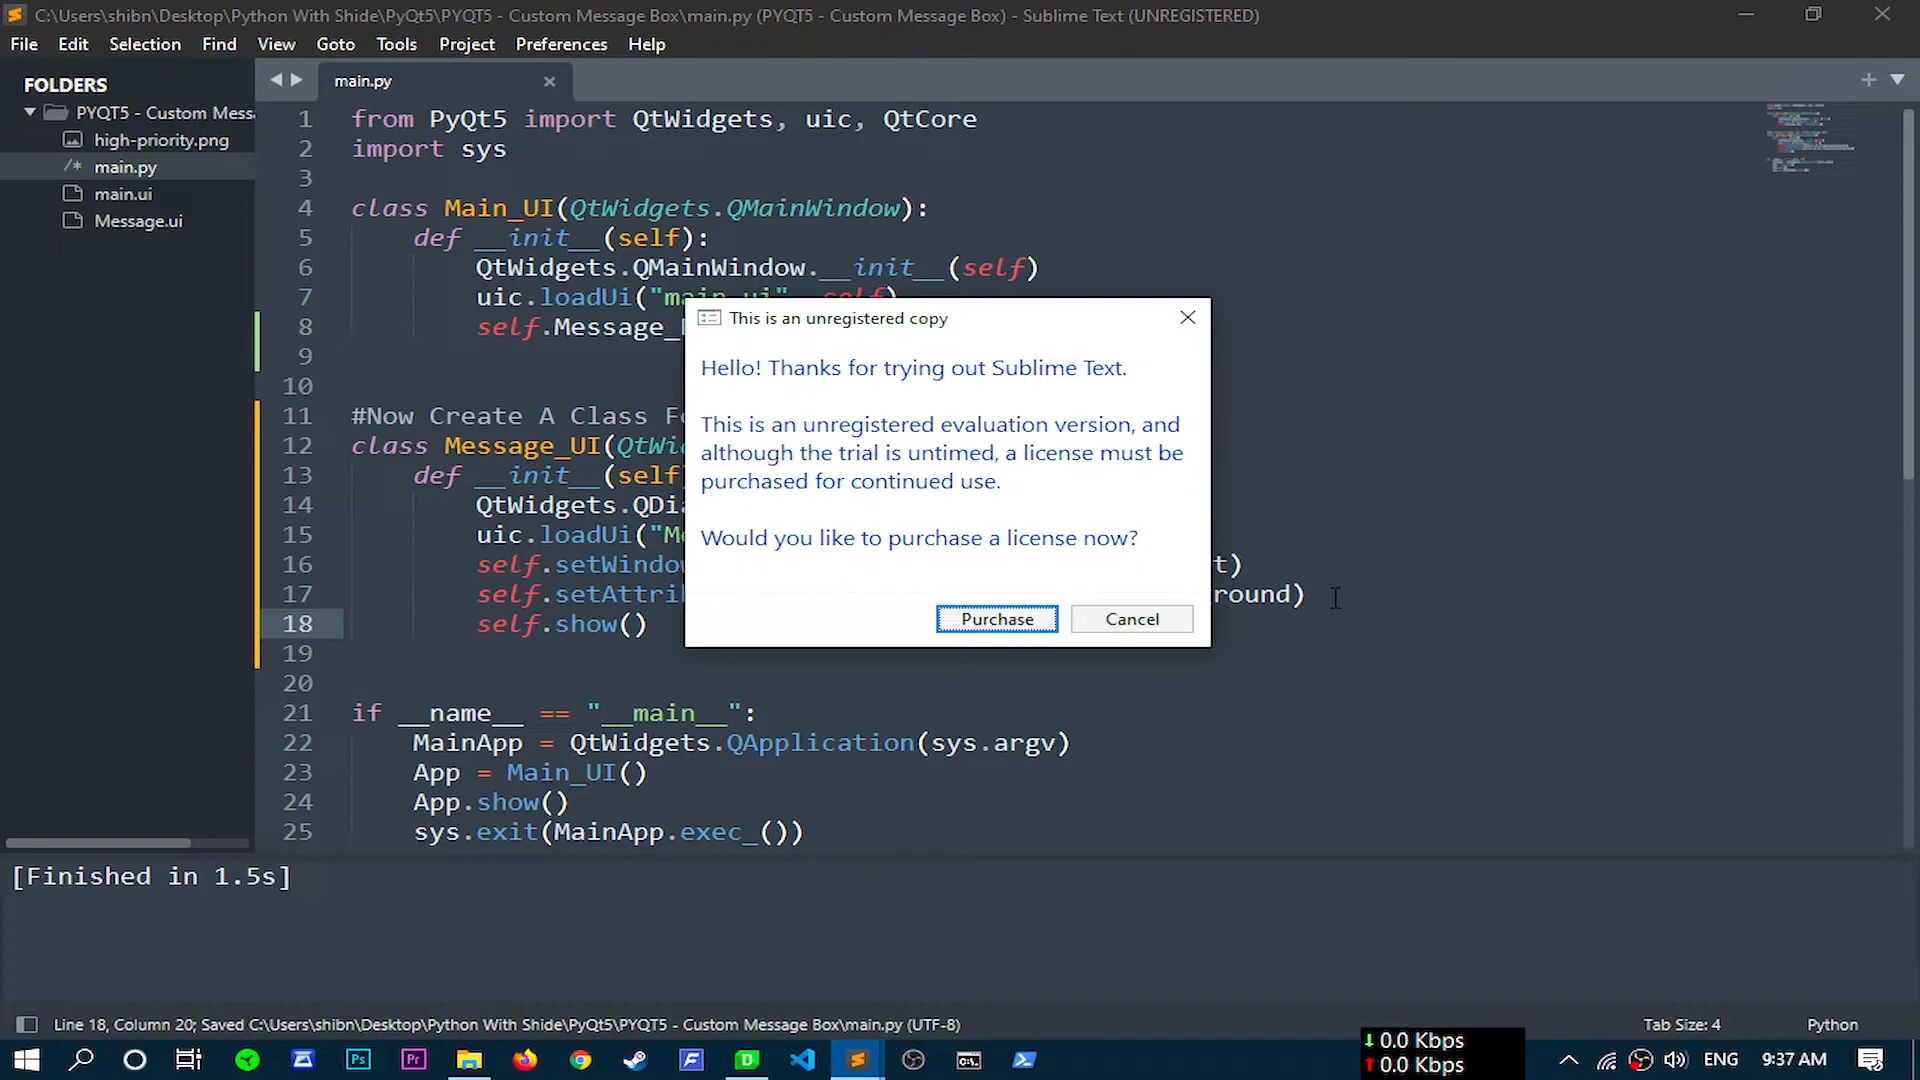 C:\Users\shibn\Desktop\Python With Shide\PyQt5\PYQT5 - Custom Message Box\main.py (PYQT5 - Custom Message Box) - Sublime Text (UNREGISTERED)
File Edit Selection Find View Goto Tools Project Preferences Help
FOLDERS
PYQT5 - Custom Mess
high-priority.png
main.py
main.ui
Message.ui
main.py
1 from PyQt5 import QtWidgets, uic, QtCore
2 import sys
3
4 class Main_UI(QtWidgets.QMainWindow):
5 def __init__(self):
6 QtWidgets.QMainWindow.__init__(self)
7 uic.loadUi("main.ui", self)
8 self.Message_
9
10
11 #Now Create A Class F
12 class Message_UI(QtWi
13 def __init__(self
14 QtWidgets.QDi
15 uic.loadUi("Me
16 self.setWindow t)
17 self.setAttri round)
18 self.show()
19
20
21 if __name__ == "__main__":
22 MainApp = QtWidgets.QApplication(sys.argv)
23 App = Main_UI()
24 App.show()
25 sys.exit(MainApp.exec_())
This is an unregistered copy
Hello! Thanks for trying out Sublime Text.
This is an unregistered evaluation version, and
although the trial is untimed, a license must be
purchased for continued use.
Would you like to purchase a license now?
Purchase Cancel
[Finished in 1.5s]
Line 18, Column 20; Saved C:\Users\shibn\Desktop\Python With Shide\PyQt5\PYQT5 - Custom Message Box\main.py (UTF-8)
Tab Size: 4 Python
Ps Pr F D C:\
0.0 Kbps
0.0 Kbps
ENG 9:37 AM